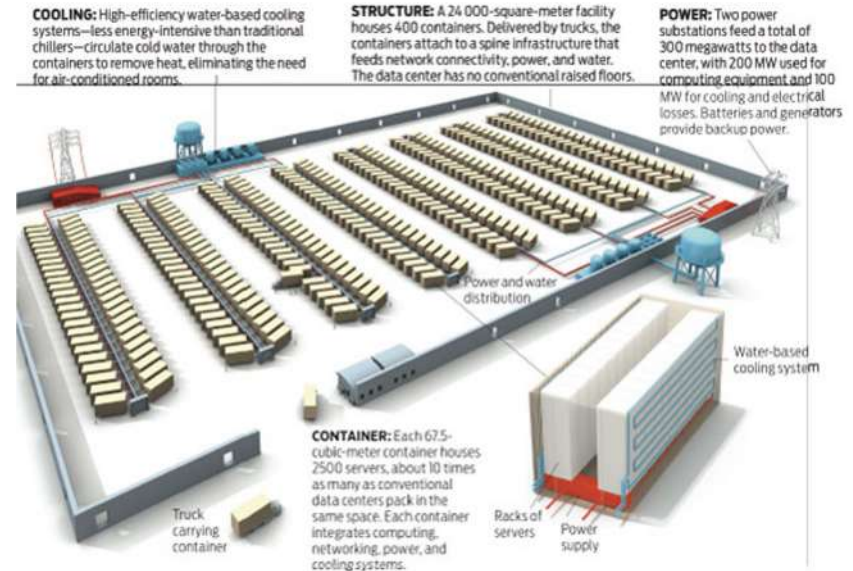 COOLING: High-efficiency water-based cooling
systems—less energy-intensive than traditional
chillers—circulate cold water through the
containers to remove heat, eliminating the need
for air-conditioned rooms.
STRUCTURE: A 24 000-square-meter facility
houses 400 containers. Delivered by trucks, the
containers attach to a spine infrastructure that
feeds network connectivity, power, and water.
The data center has no conventional raised floors.
POWER: Two power
substations feed a total of
300 megawatts to the data
center, with 200 MW used for
computing equipment and 100
MW for cooling and electrical
losses. Batteries and generators
provide backup power.
Power and water
distribution
Water-based
cooling system
CONTAINER: Each 67.5-
cubic-meter container houses
2500 servers, about 10 times
as many as conventional
data centers pack in the
same space. Each container
integrates computing,
networking, power, and
cooling systems.
Truck
carrying
container
Racks of
servers
Power
supply